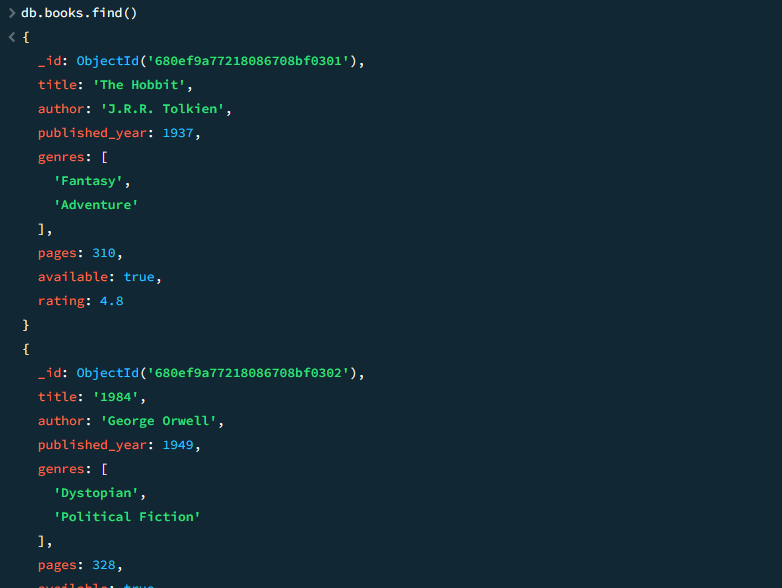 > db.books.find()
< {
_id: ObjectId('680ef9a77218086708bf0301'),
title: 'The Hobbit',
author: 'J.R.R. Tolkien',
published_year: 1937,
genres: [
'Fantasy',
'Adventure'
],
pages: 310,
available: true,
rating: 4.8
}
{
_id: ObjectId('680ef9a77218086708bf0302'),
title: '1984',
author: 'George Orwell',
published_year: 1949,
genres: [
'Dystopian',
'Political Fiction'
],
pages: 328,
available: true